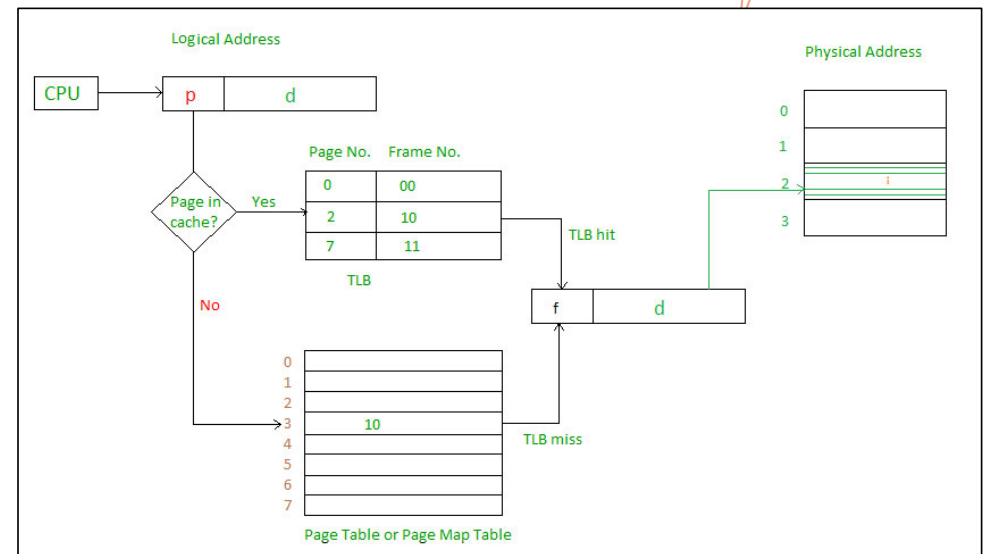 Logical Address
Physical Address
CPU
p d
Page No. Frame No.
0 00
2 10
7 11
TLB
Page in
cache?
Yes
No
TLB hit
f d
0
1
2 i
3
0
1
2
3 10
4
5
6
7
TLB miss
Page Table or Page Map Table